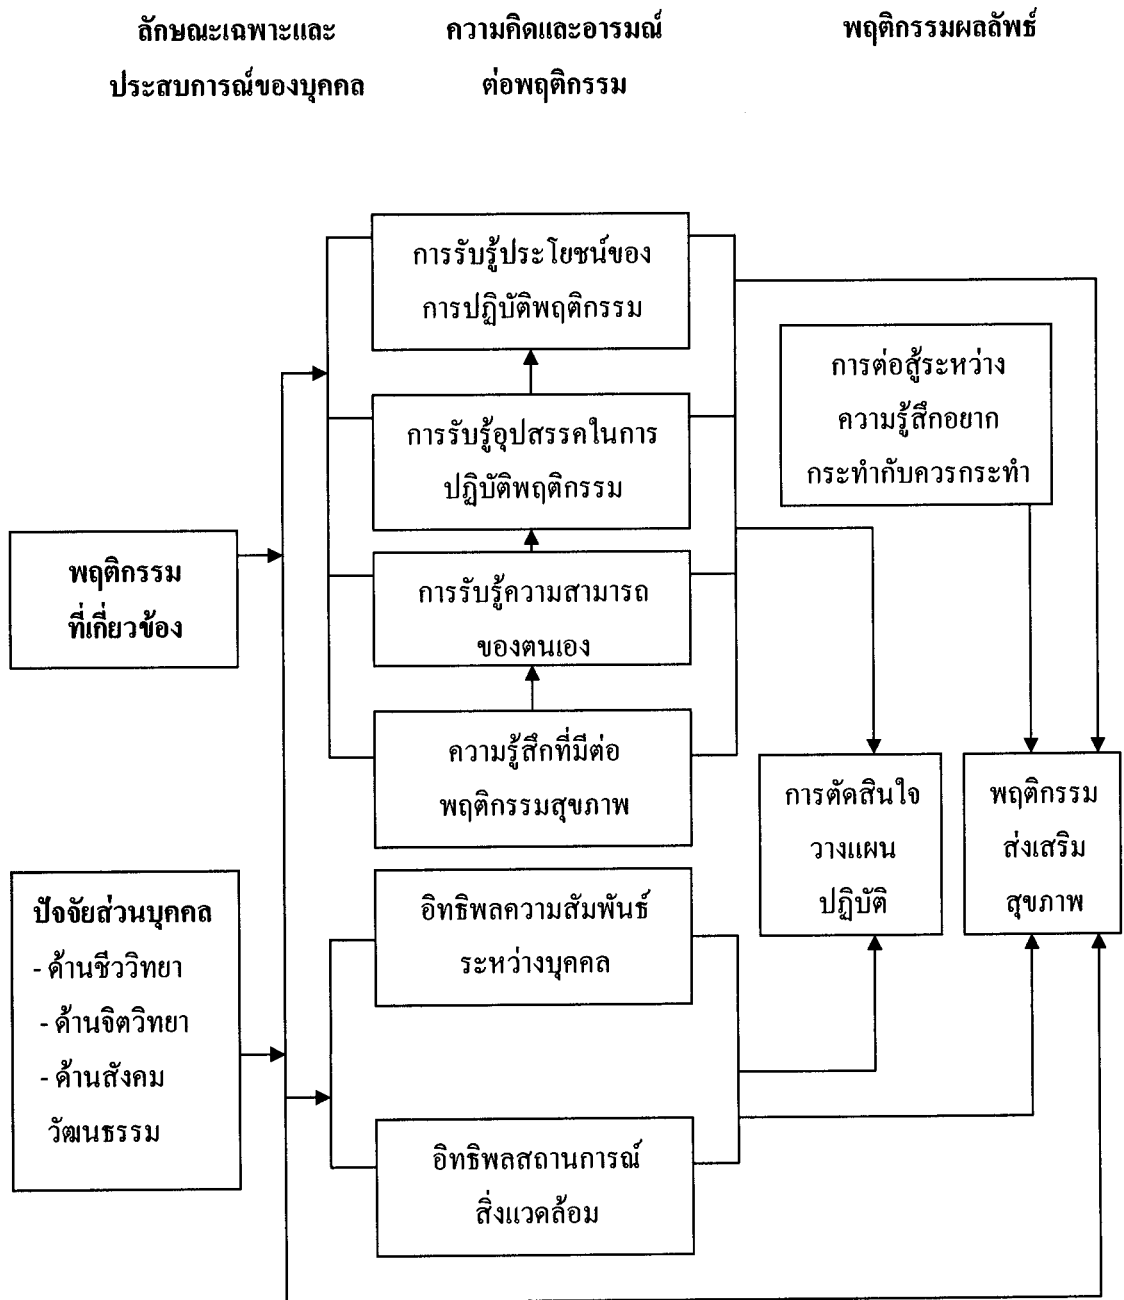 ลักษณะเฉพาะและ
ประสบการณ์ของบุคคล
ความคิดและอารมณ์
ต่อพฤติกรรม
พฤติกรรมผลลัพธ์
การรับรู้ประโยชน์ของ
การปฏิบัติพฤติกรรม
การต่อสู้ระหว่าง
ความรู้สึกอยาก
กระทำกับควรกระทำ
การรับรู้อุปสรรคในการ
ปฏิบัติพฤติกรรม
พฤติกรรม
ที่เกี่ยวข้อง
การรับรู้ความสามารถ
ของตนเอง
ความรู้สึกที่มีต่อ
พฤติกรรมสุขภาพ
การตัดสินใจ
วางแผน
ปฏิบัติ
พฤติกรรม
ส่งเสริม
สุขภาพ
ปัจจัยส่วนบุคคล
- ด้านชีววิทยา
- ด้านจิตวิทยา
- ด้านสังคม
วัฒนธรรม
อิทธิพลความสัมพันธ์
ระหว่างบุคคล
อิทธิพลสถานการณ์
สิ่งแวดล้อม